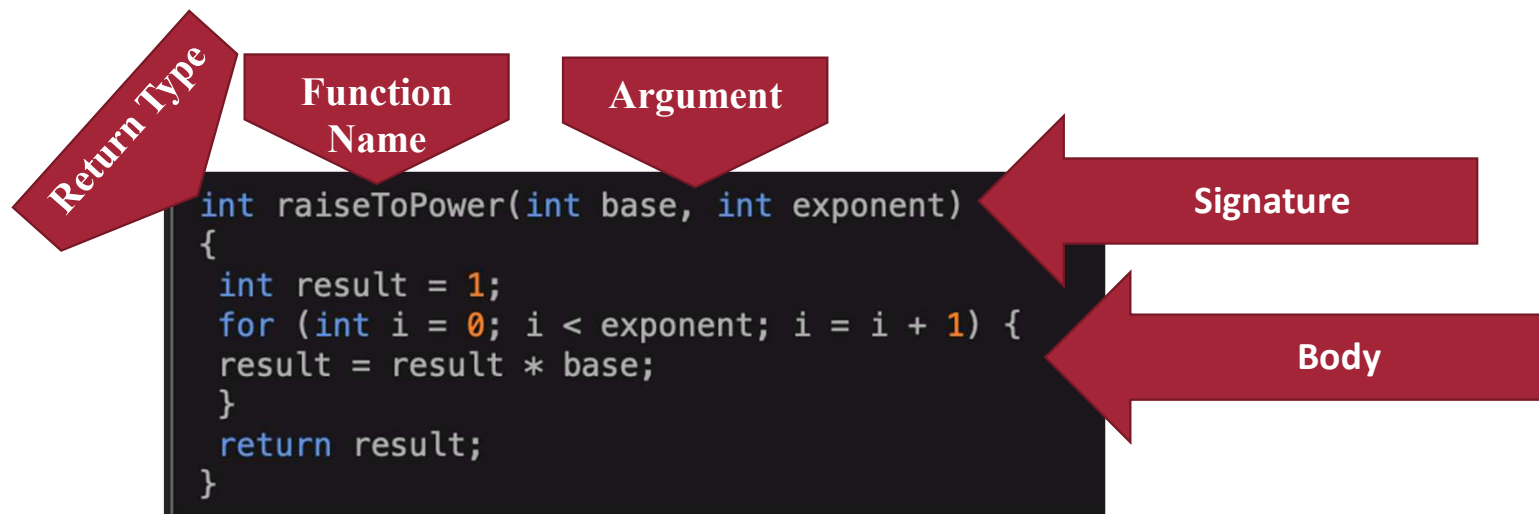 Return Type
Function
Name
Argument
Signature
int raiseToPower(int base, int exponent)
{
int result = 1;
for (int i = 0; i < exponent; i = i + 1) {
result = result * base;
}
return result;
}
Body